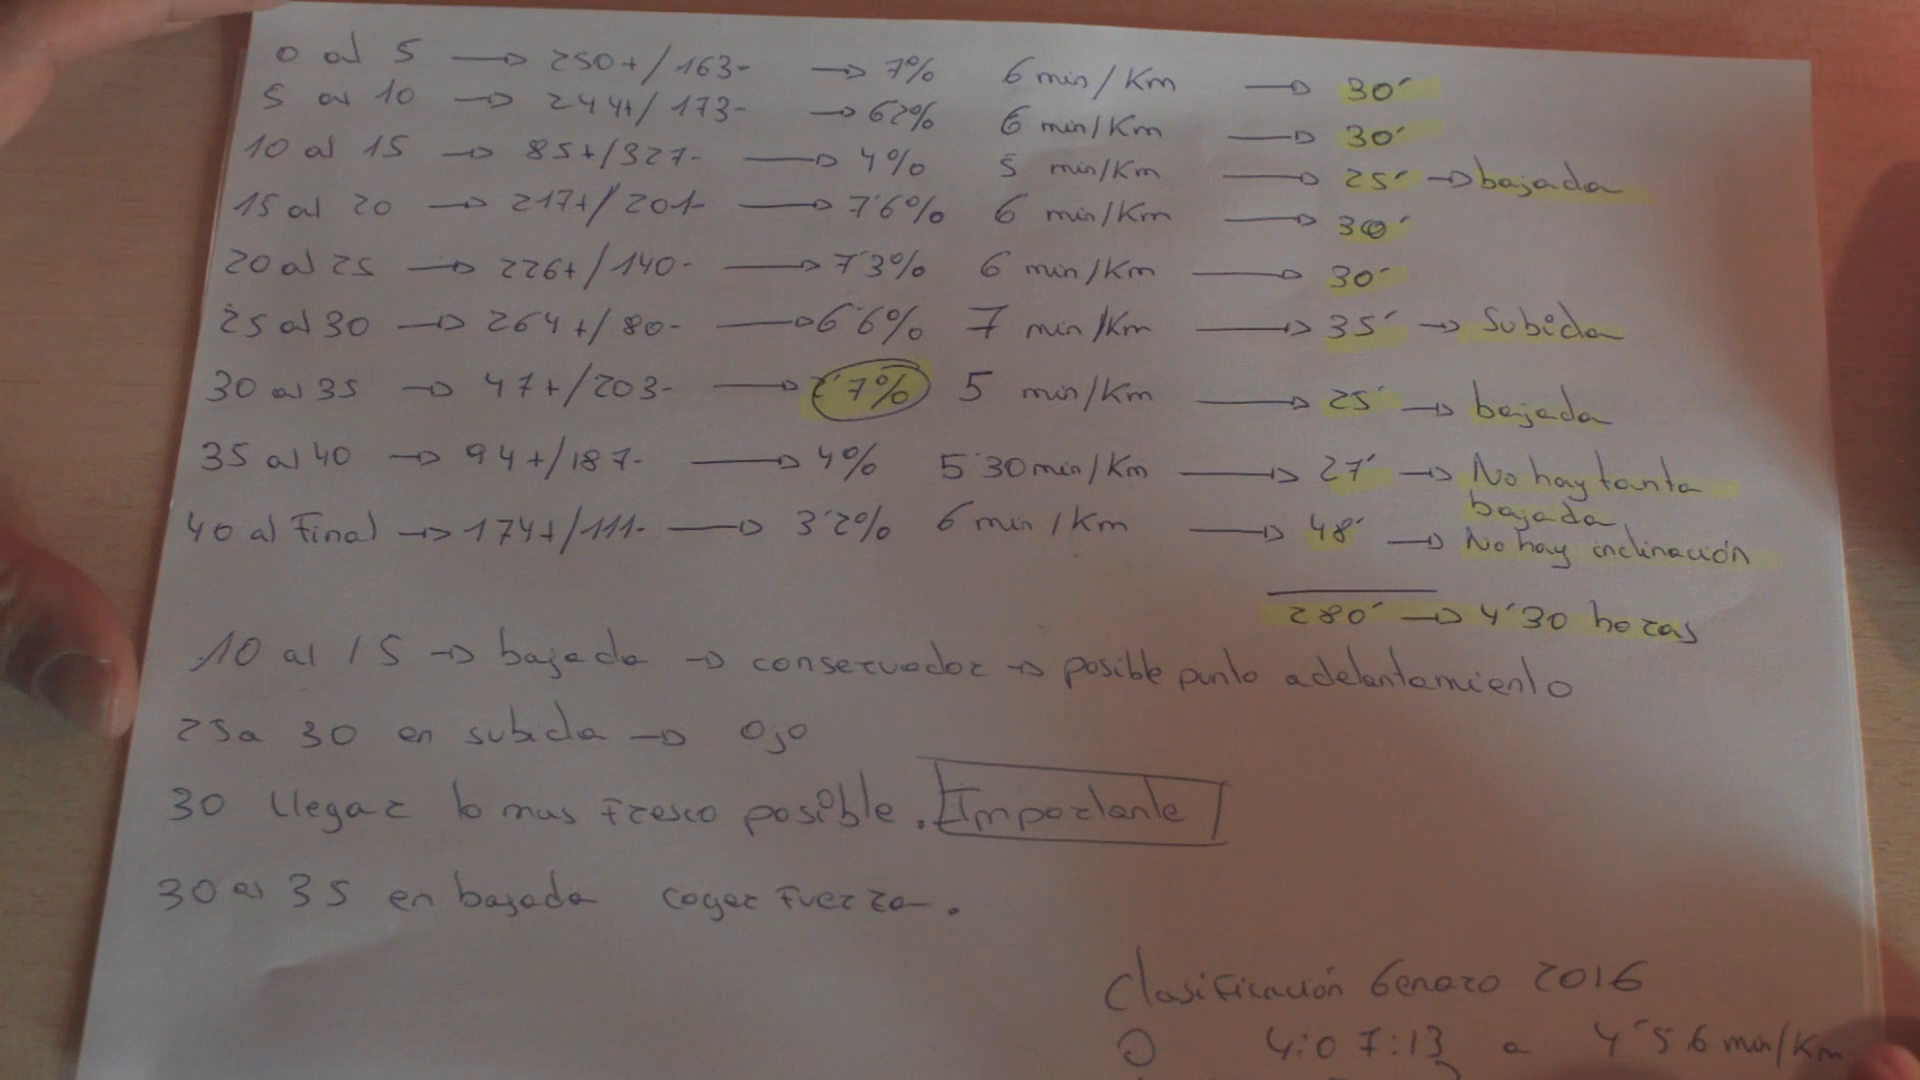 0 al 5 → 250+/163- → 7% 6 min/Km → 30´
5 al 10 → 244+/173- → 6'2% 6 min/Km → 30´
10 al 15 → 85+/327- → 4% 5 min/Km → 25´ → bajada
15 al 20 → 217+/201- → 7'6% 6 min/Km → 30´
20 al 25 → 226+/140- → 7'3% 6 min/Km → 30´
25 al 30 → 264+/80- → 6'6% 7 min/Km → 35´ → Subida
30 al 35 → 47+/203- → 2'7% 5 min/Km → 25´ → bajada
35 al 40 → 94+/187- → 4% 5'30 min/Km → 27´ → No hay tanta
bajada
40 al Final → 174+/111- → 3'2% 6 min/Km → 48´ → No hay inclinación
280´ → 4'30 horas
10 al 15 → bajada → conservador → posible punto adelantamiento
25 a 30 en subida → Ojo
30 llegar lo mas fresco posible. Importante
30 al 35 en bajada coger fuerza.
Clasificación Genaro 2016
4:07:13 a 4´56 min/Km